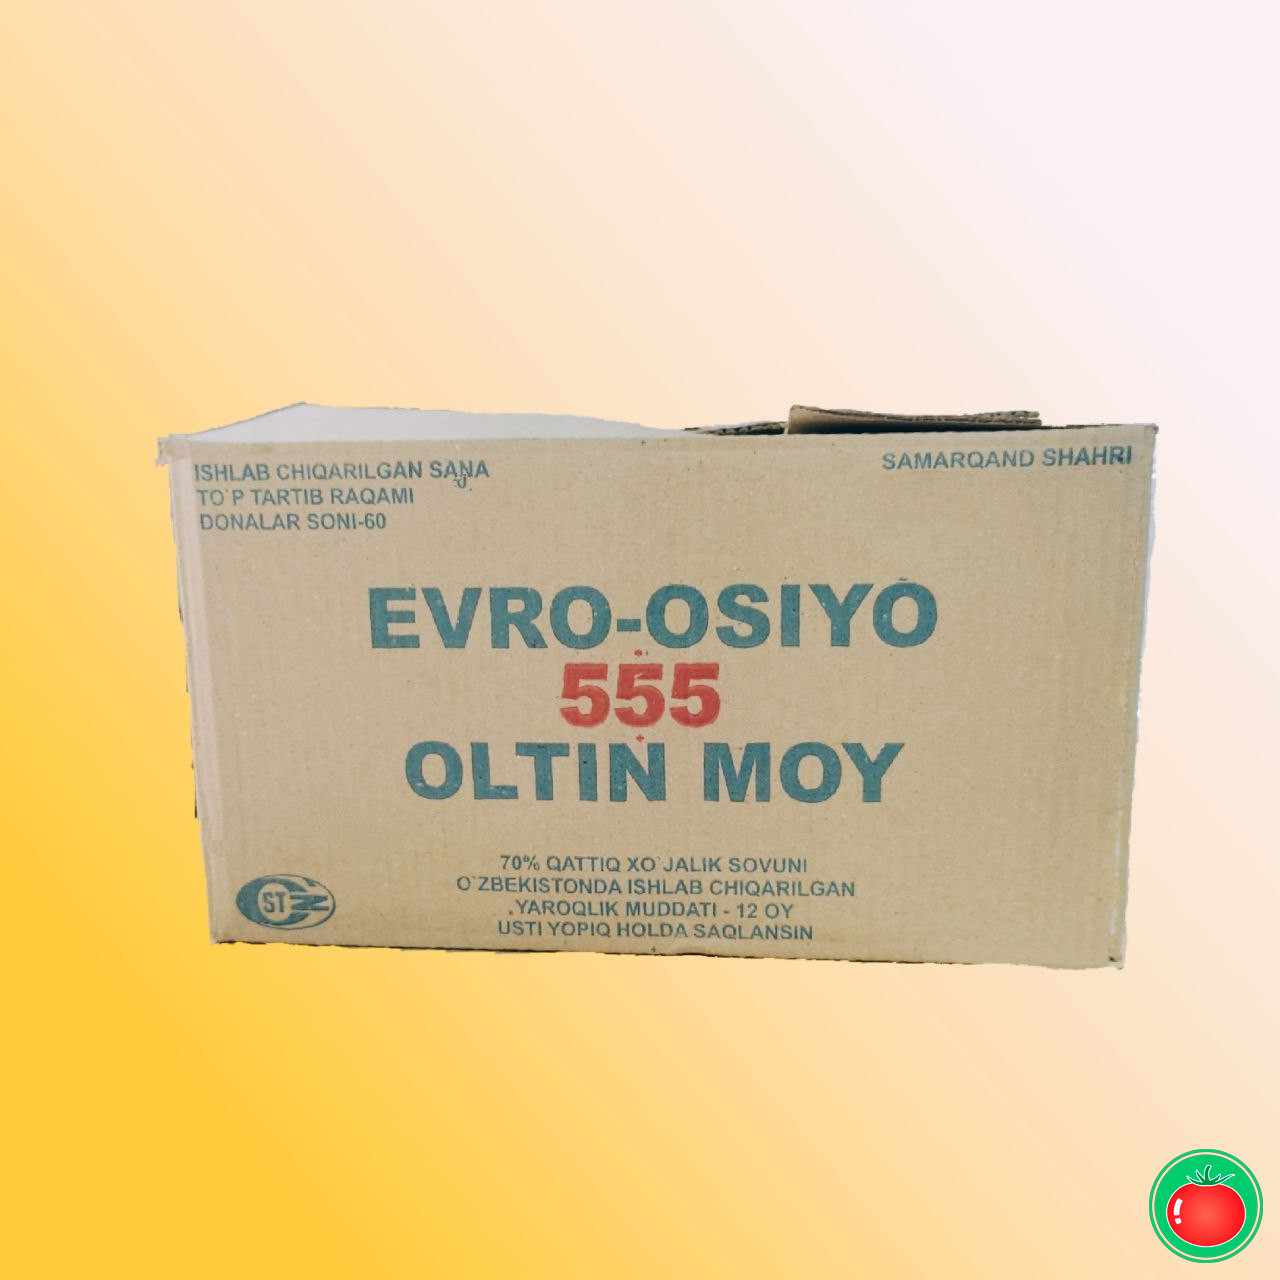 ISHLAB CHIQARILGAN SANA
TO`P TARTIB RAQAMI
DONALAR SONI-60
SAMARQAND SHAHRI
EVRO-OSIYO
555
OLTIN MOY
70% QATTIQ XO`JALIK SOVUNI
O`ZBEKISTONDA ISHLAB CHIQARILGAN
YAROQLIK MUDDATI - 12 OY
USTI YOPIQ HOLDA SAQLANSIN
ST